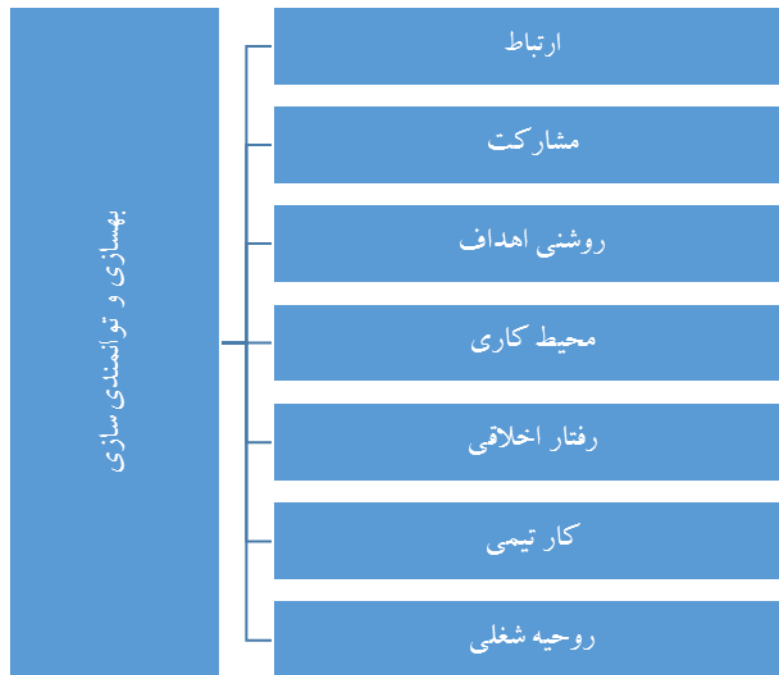 بهسازی و توانمندی سازی
ارتباط
مشارکت
روشنی اهداف
محیط کاری
رفتار اخلاقی
کار تیمی
روحیه شغلی